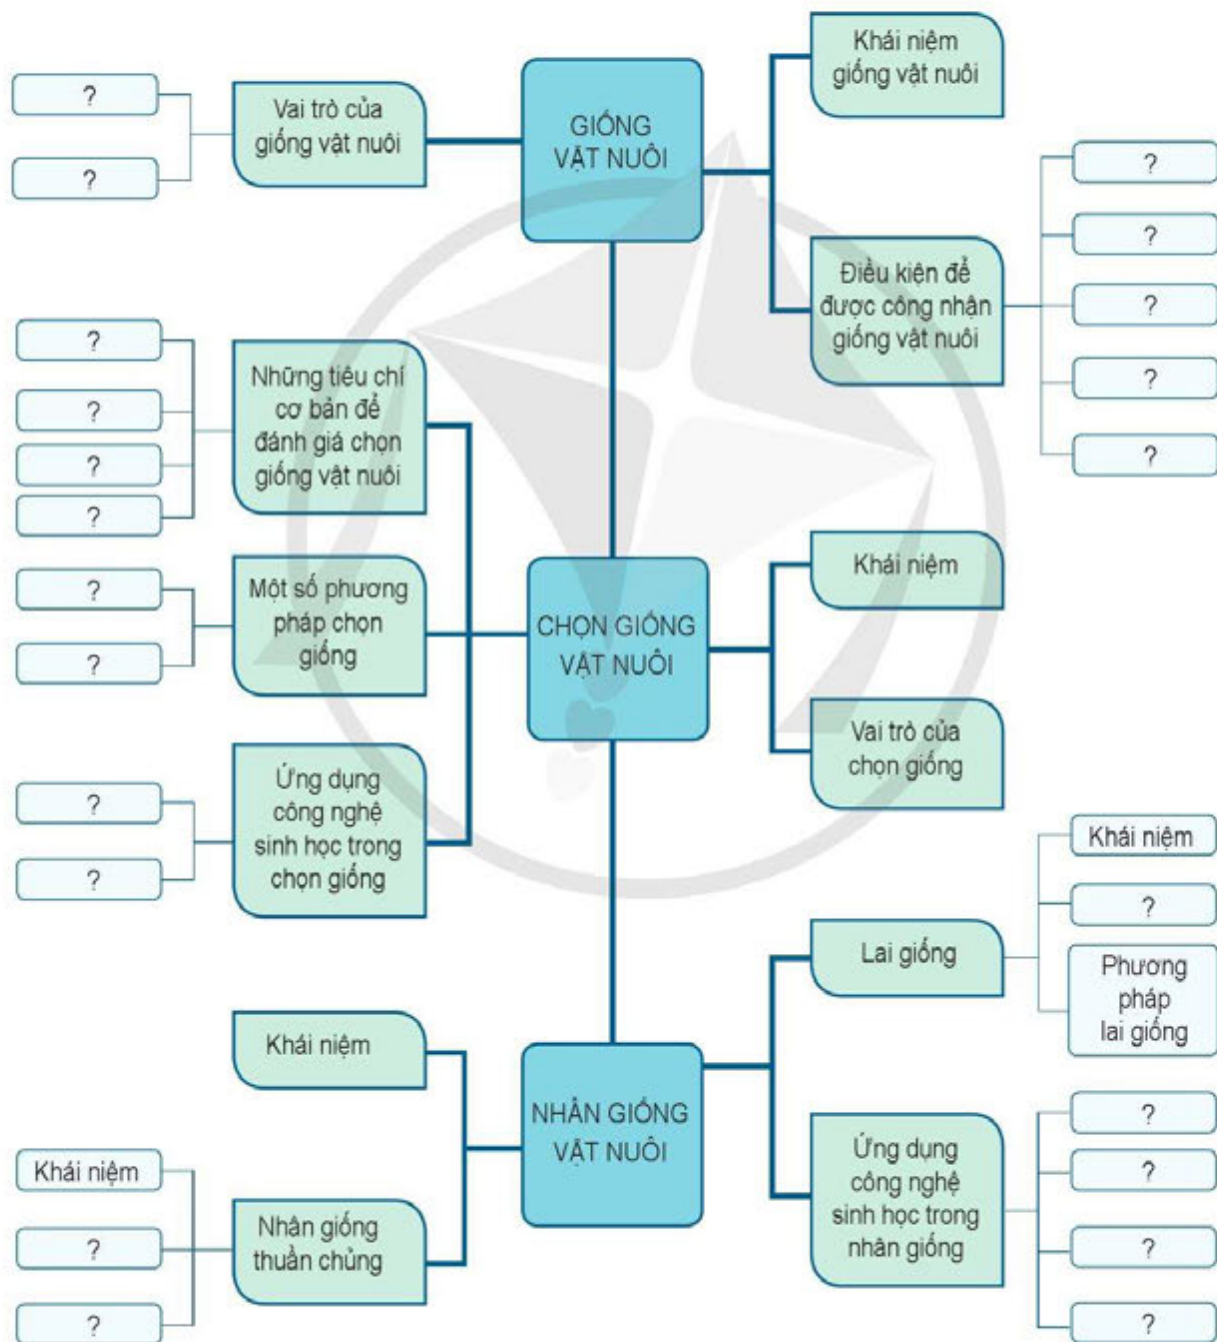 GIỐNG
VẬT NUÔI
Vai trò của
giống vật nuôi
?
?
Khái niệm
giống vật nuôi
Điều kiện để
được công nhận
giống vật nuôi
?
?
?
?
?
CHỌN GIỐNG
VẬT NUÔI
Những tiêu chí
cơ bản để
đánh giá chọn
giống vật nuôi
?
?
?
?
Một số phương
pháp chọn
giống
?
?
Ứng dụng
công nghệ
sinh học trong
chọn giống
?
?
Khái niệm
Vai trò của
chọn giống
NHÂN GIỐNG
VẬT NUÔI
Khái niệm
Nhân giống
thuần chủng
Khái niệm
?
?
Lai giống
Khái niệm
?
Phương
pháp
lai giống
Ứng dụng
công nghệ
sinh học trong
nhân giống
?
?
?
?